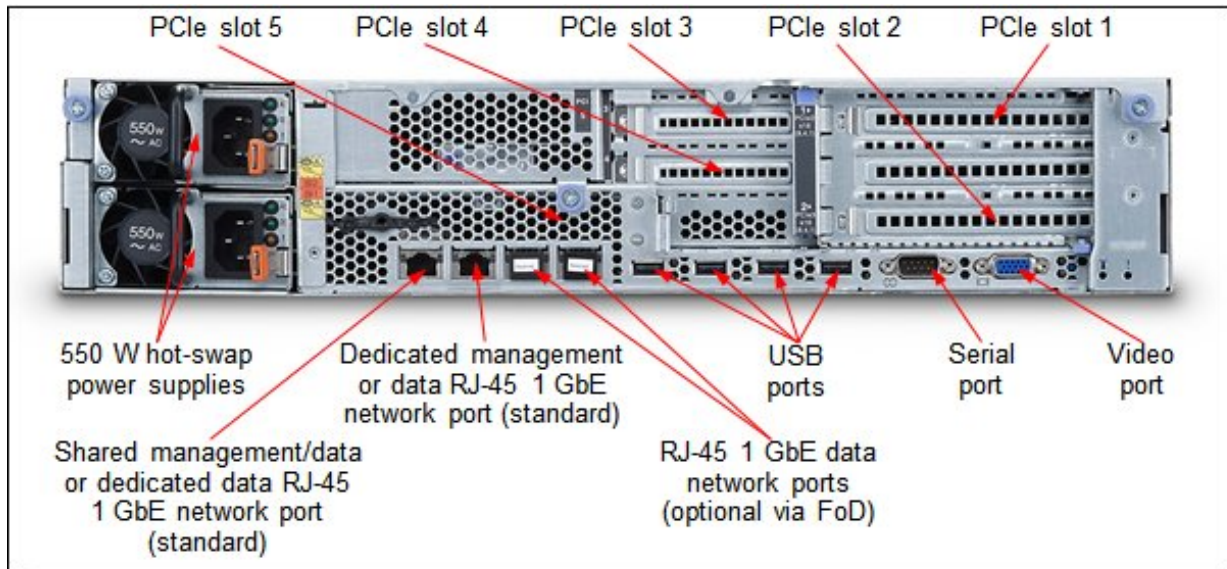 PCIe slot 5
PCIe slot 4
PCIe slot 3
PCIe slot 2
PCIe slot 1
550W
~ AC
550W
~ AC
550 W hot-swap
power supplies
Dedicated management
or data RJ-45 1 GbE
network port (standard)
USB
ports
Serial
port
Video
port
Shared management/data
or dedicated data RJ-45
1 GbE network port
(standard)
RJ-45 1 GbE data
network ports
(optional via FoD)